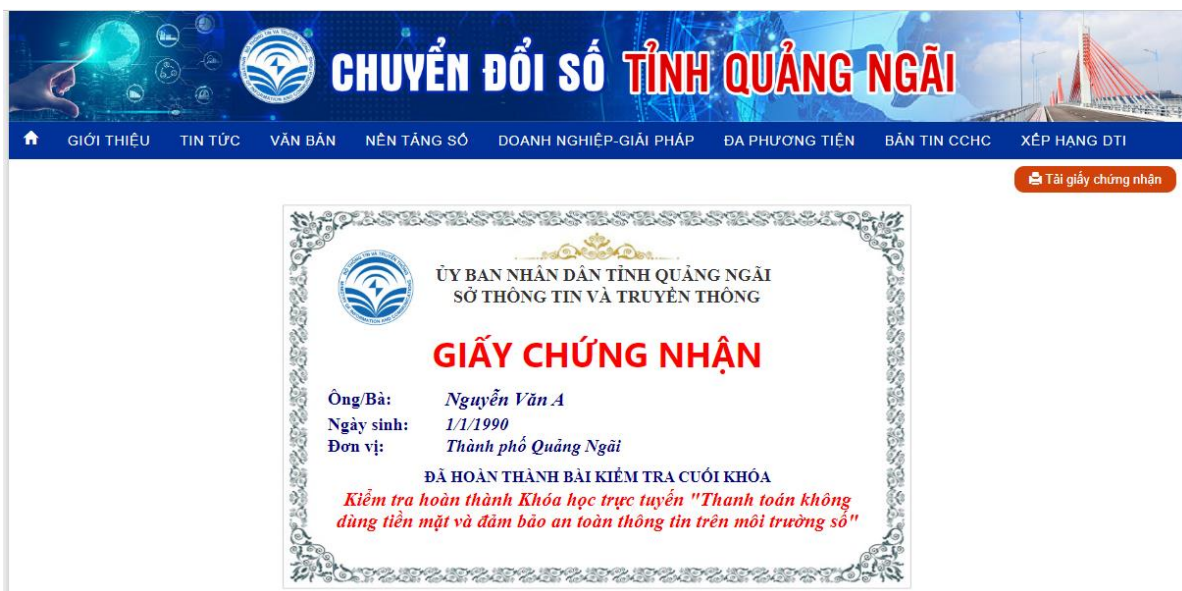 CHUYỂN ĐỔI SỐ TỈNH QUẢNG NGÃI
GIỚI THIỆU TIN TỨC VĂN BẢN NỀN TẢNG SỐ DOANH NGHIỆP-GIẢI PHÁP ĐA PHƯƠNG TIỆN BẢN TIN CCHC XẾP HẠNG DTI
Tải giấy chứng nhận
ỦY BAN NHÂN DÂN TỈNH QUẢNG NGÃI
SỞ THÔNG TIN VÀ TRUYỀN THÔNG
GIẤY CHỨNG NHẬN
Ông/Bà: Nguyễn Văn A
Ngày sinh: 1/1/1990
Đơn vị: Thành phố Quảng Ngãi
ĐÃ HOÀN THÀNH BÀI KIỂM TRA CUỐI KHÓA
Kiểm tra hoàn thành Khóa học trực tuyến "Thanh toán không
dùng tiền mặt và đảm bảo an toàn thông tin trên môi trường số"